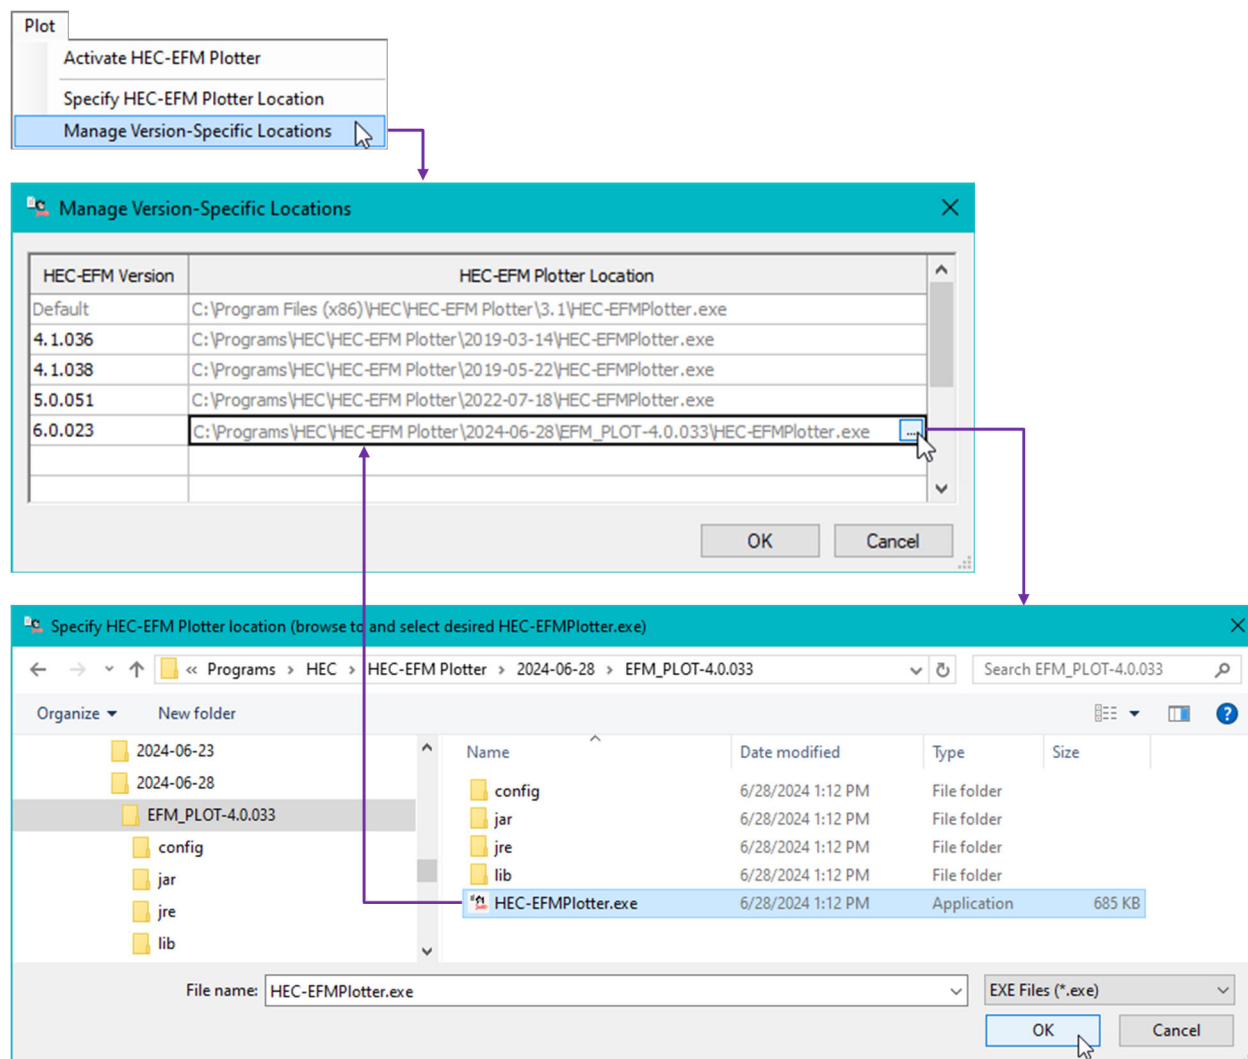 Plot
Activate HEC-EFM Plotter
Specify HEC-EFM Plotter Location
Manage Version-Specific Locations
Manage Version-Specific Locations
HEC-EFM Version HEC-EFM Plotter Location
Default C:\Program Files (x86)\HEC\HEC-EFM Plotter\3.1\HEC-EFMPlotter.exe
4.1.036 C:\Programs\HEC\HEC-EFM Plotter\2019-03-14\HEC-EFMPlotter.exe
4.1.038 C:\Programs\HEC\HEC-EFM Plotter\2019-05-22\HEC-EFMPlotter.exe
5.0.051 C:\Programs\HEC\HEC-EFM Plotter\2022-07-18\HEC-EFMPlotter.exe
6.0.023 C:\Programs\HEC\HEC-EFM Plotter\2024-06-28\EFM_PLOT-4.0.033\HEC-EFMPlotter.exe ...
OK Cancel
Specify HEC-EFM Plotter location (browse to and select desired HEC-EFMPlotter.exe)
« Programs > HEC > HEC-EFM Plotter > 2024-06-28 > EFM_PLOT-4.0.033 Search EFM_PLOT-4.0.033
Organize New folder
Name Date modified Type Size
2024-06-23
2024-06-28
EFM_PLOT-4.0.033
config
jar
jre
lib
config 6/28/2024 1:12 PM File folder
jar 6/28/2024 1:12 PM File folder
jre 6/28/2024 1:12 PM File folder
lib 6/28/2024 1:12 PM File folder
HEC-EFMPlotter.exe 6/28/2024 1:12 PM Application 685 KB
File name: HEC-EFMPlotter.exe EXE Files (*.exe)
OK Cancel